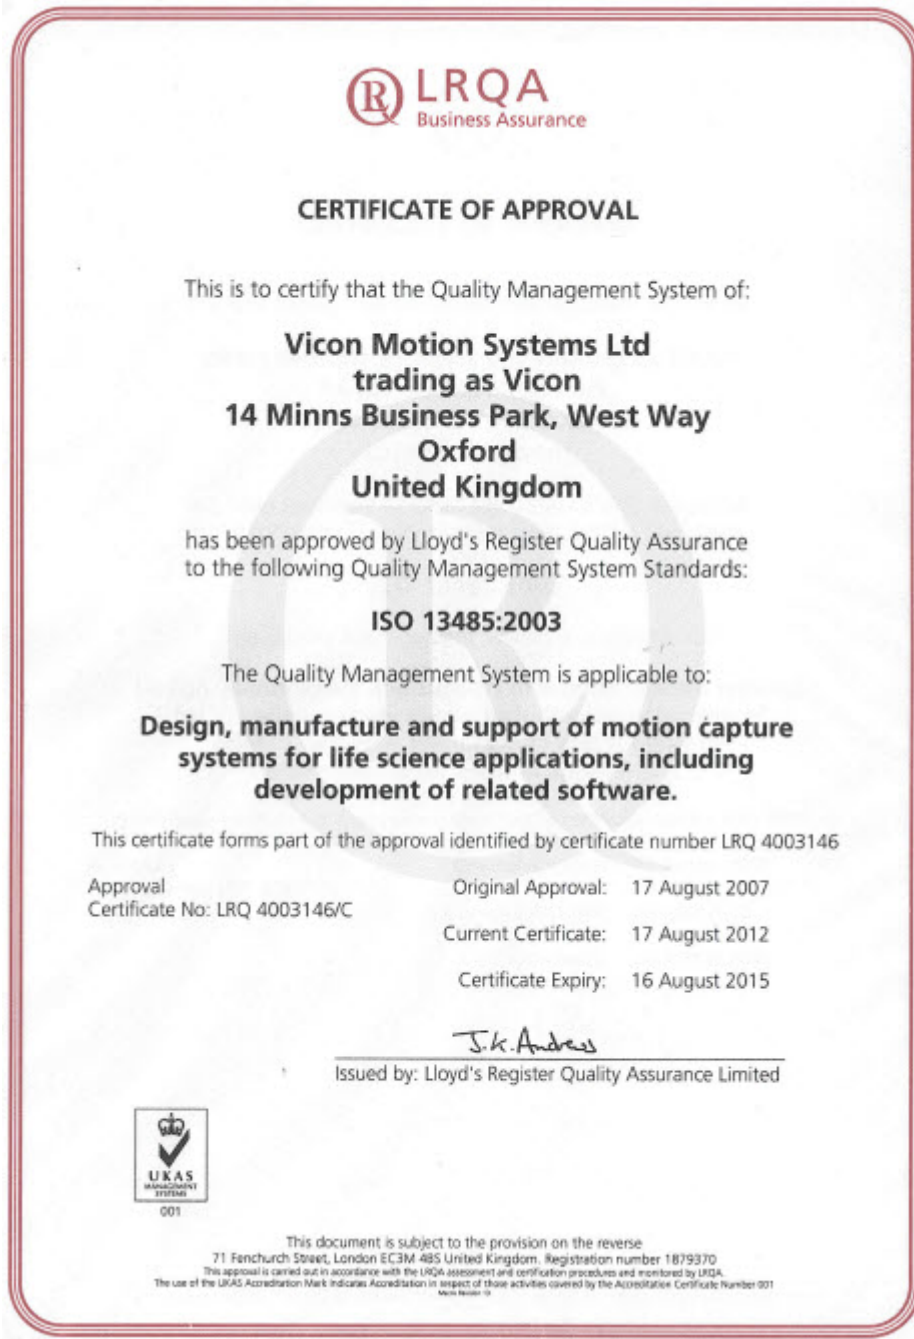 LRQA
Business Assurance
CERTIFICATE OF APPROVAL
This is to certify that the Quality Management System of:
Vicon Motion Systems Ltd
trading as Vicon
14 Minns Business Park, West Way
Oxford
United Kingdom
has been approved by Lloyd's Register Quality Assurance
to the following Quality Management System Standards:
ISO 13485:2003
The Quality Management System is applicable to:
Design, manufacture and support of motion capture
systems for life science applications, including
development of related software.
This certificate forms part of the approval identified by certificate number LRQ 4003146
Approval
Certificate No: LRQ 4003146/C
Original Approval: 17 August 2007
Current Certificate: 17 August 2012
Certificate Expiry: 16 August 2015
J.K. Andrews
Issued by: Lloyd's Register Quality Assurance Limited
UKAS
MANAGEMENT
SYSTEMS
001
This document is subject to the provision on the reverse
71 Fenchurch Street, London EC3M 4BS United Kingdom. Registration number 1879370
This approval is carried out in accordance with the LRQA assessment and certification procedures and monitored by LRQA.
The use of the UKAS Accreditation Mark indicates Accreditation in respect of those activities covered by the Accreditation Certificate Number 001